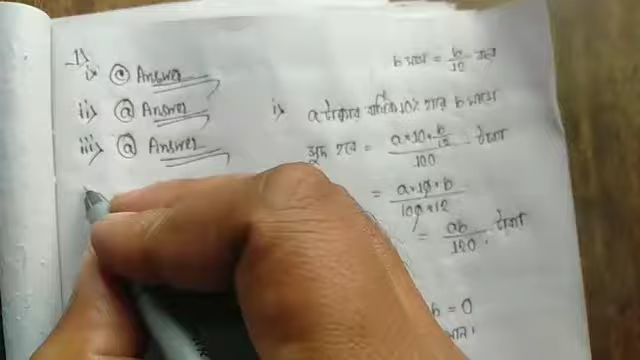 1)
i> ⓒ Answer
ii> ⓐ Answer
iii> ⓐ Answer
b মাস = b/12 বছর
i> a টাকার বার্ষিক 10% হারে b মাসে
সুদ হবে = a×10×b/12 / 100 টাকা
= a×10×b / 100×12
= ab / 120 টাকা
b = 0